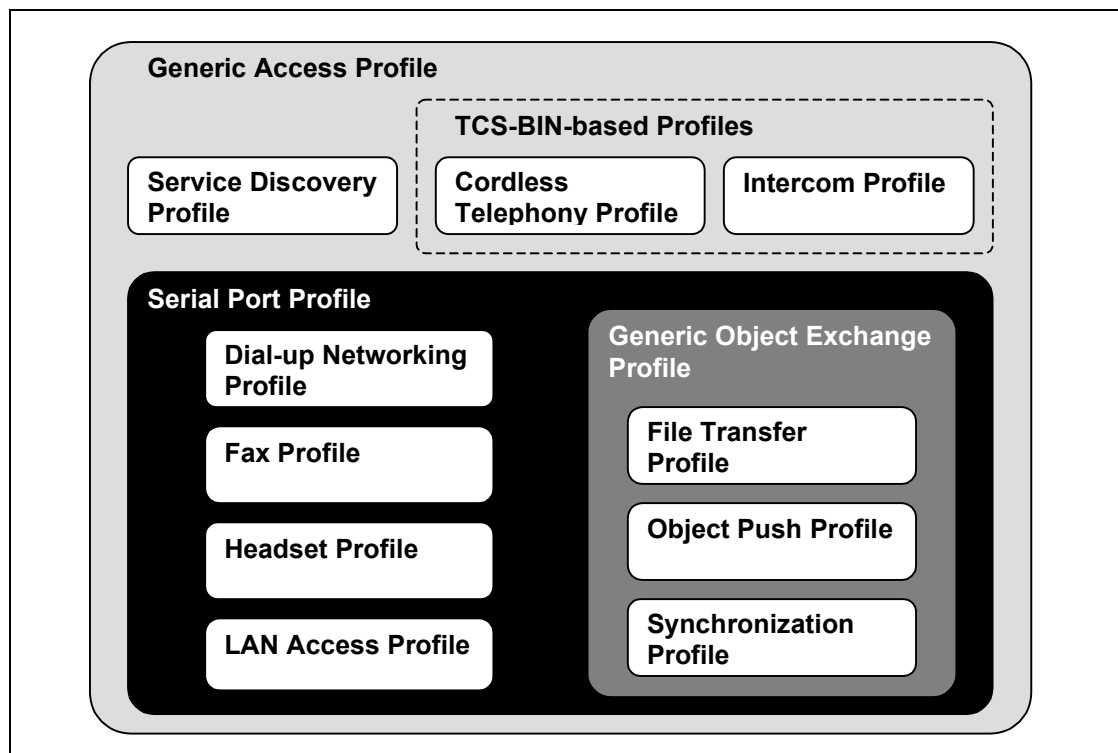 Generic Access Profile
TCS-BIN-based Profiles
Service Discovery
Profile
Cordless
Telephony Profile
Intercom Profile
Serial Port Profile
Dial-up Networking
Profile
Fax Profile
Headset Profile
LAN Access Profile
Generic Object Exchange
Profile
File Transfer
Profile
Object Push Profile
Synchronization
Profile